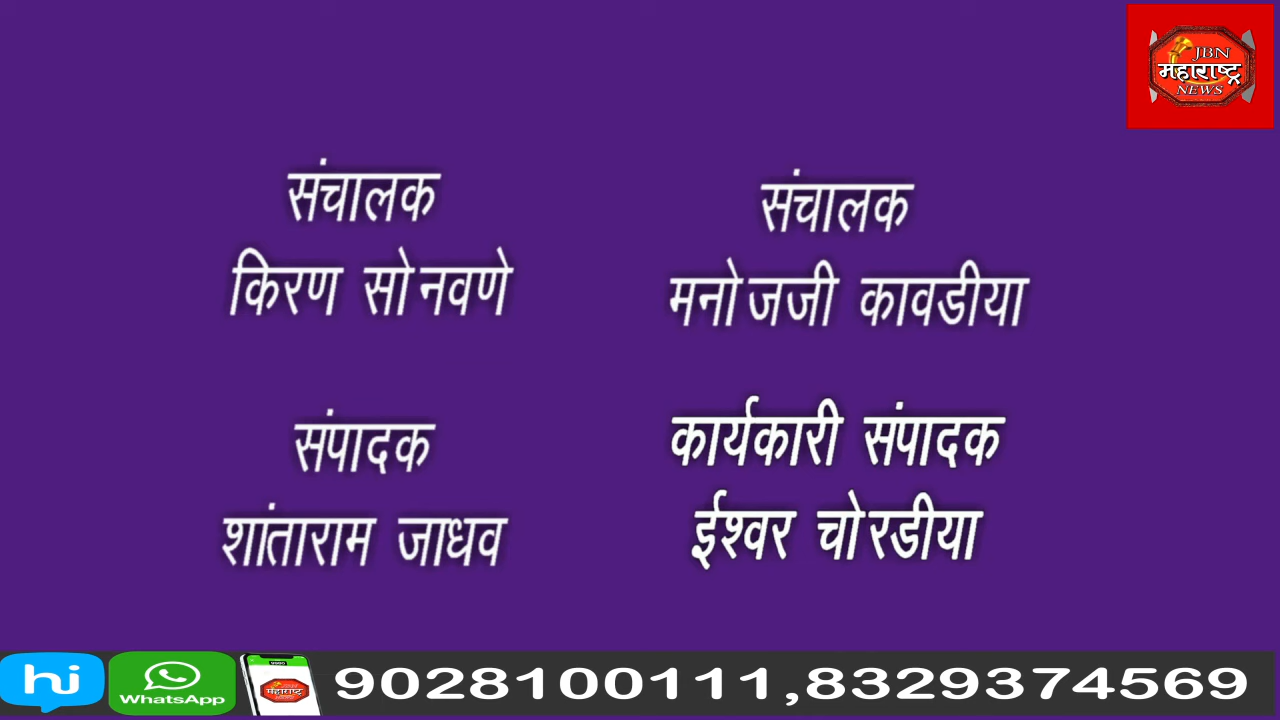 JBN
महाराष्ट्र
NEWS
संचालक
किरण सोनवणे
संचालक
मनोजजी कावडीया
संपादक
शांताराम जाधव
कार्यकारी संपादक
ईश्वर चोरडीया
hi
WhatsApp
महाराष्ट्र
9028100111,8329374569